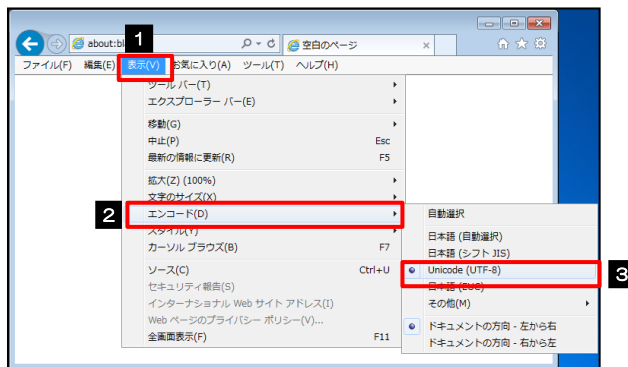 1
about:bl
空白のページ
ファイル(F) 編集(E) 表示(V) お気に入り(A) ツール(T) ヘルプ(H)
ツール バー(T)
エクスプローラー バー(E)
移動(G)
中止(P) Esc
最新の情報に更新(R) F5
拡大(Z) (100%)
文字のサイズ(X)
2
エンコード(D)
スタイル(Y)
カーソル ブラウズ(B) F7
ソース(C) Ctrl+U
セキュリティ報告(S)
インターナショナル Web サイト アドレス(I)
Web ページのプライバシー ポリシー(V)...
全画面表示(F) F11
自動選択
日本語 (自動選択)
日本語 (シフト JIS)
Unicode (UTF-8)
3
日本語 (EUC)
その他(M)
ドキュメントの方向 - 左から右
ドキュメントの方向 - 右から左